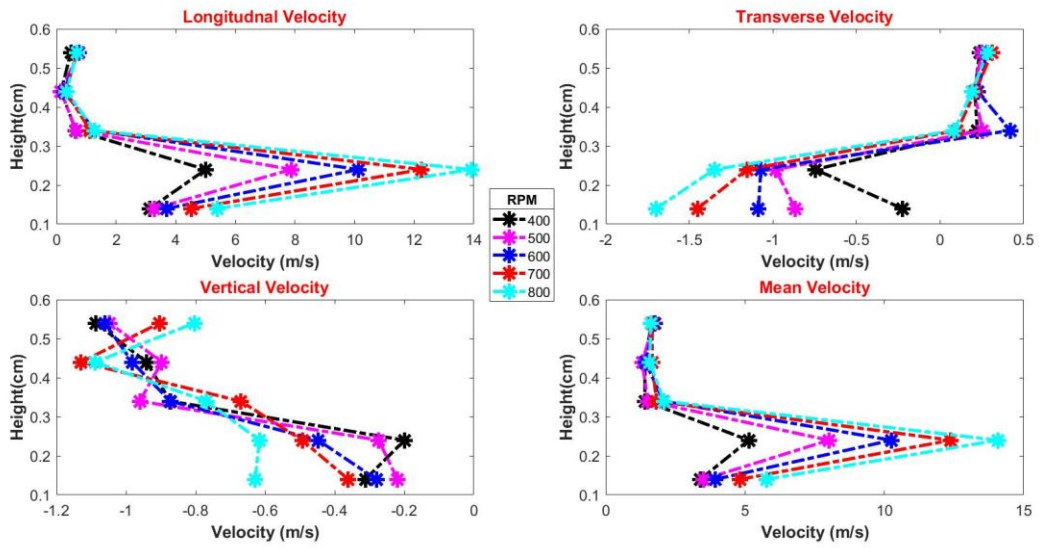 Longitudnal Velocity
0.6
0.5
0.4
0.3
0.2
0.1
Height(cm)
0 2 4 6 8 10 12 14
Velocity (m/s)
Transverse Velocity
0.6
0.5
0.4
0.3
0.2
0.1
Height(cm)
-2 -1.5 -1 -0.5 0 0.5
Velocity (m/s)
RPM
400
500
600
700
800
Vertical Velocity
0.6
0.5
0.4
0.3
0.2
0.1
Height(cm)
-1.2 -1 -0.8 -0.6 -0.4 -0.2 0
Velocity (m/s)
Mean Velocity
0.6
0.5
0.4
0.3
0.2
0.1
Height(cm)
0 5 10 15
Velocity (m/s)